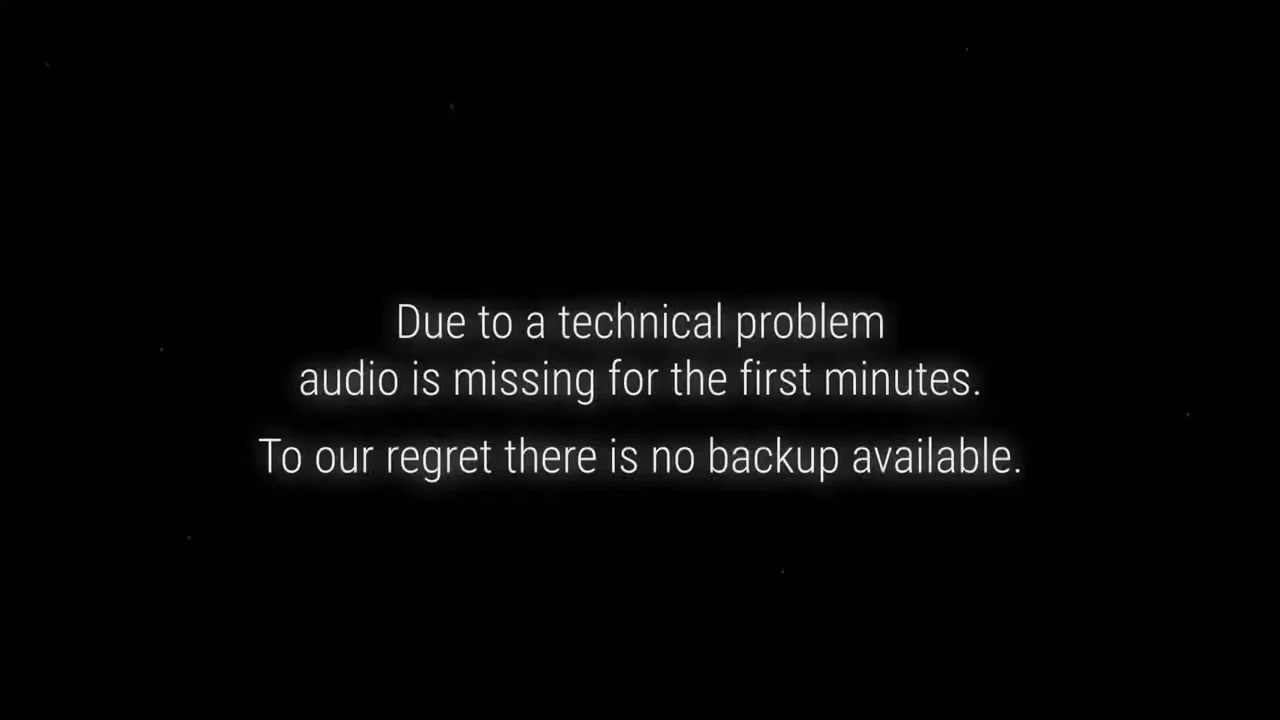 Due to a technical problem
audio is missing for the first minutes.
To our regret there is no backup available.